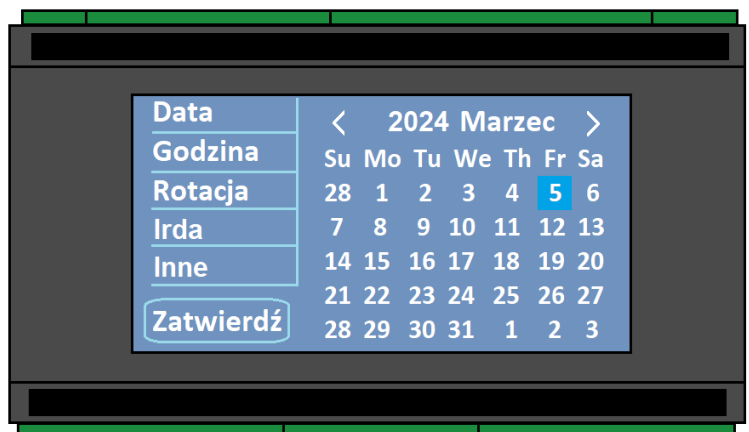 Data
Godzina
Rotacja
Irda
Inne
Zatwierdź
< 2024 Marzec >
Su Mo Tu We Th Fr Sa
28 1 2 3 4 5 6
7 8 9 10 11 12 13
14 15 16 17 18 19 20
21 22 23 24 25 26 27
28 29 30 31 1 2 3